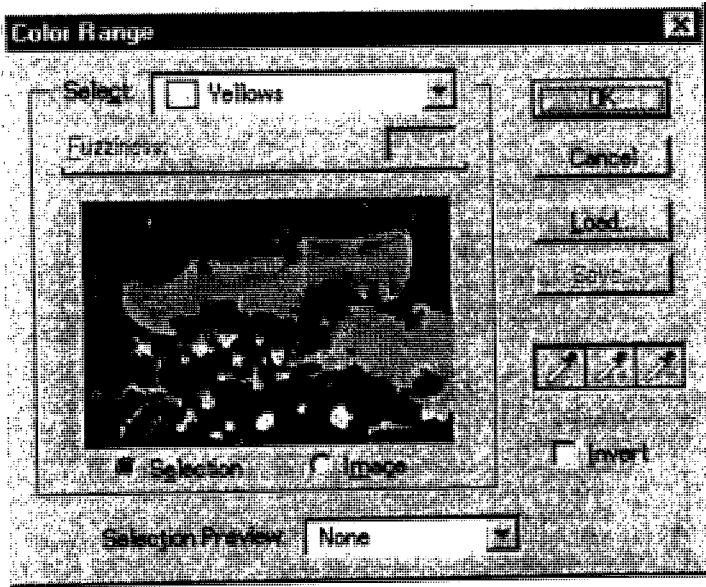 Color Range
Select: Yellows
OK
Fuzziness:
Cancel
Load...
Save...
Selection
Image
Invert
Selection Preview: None